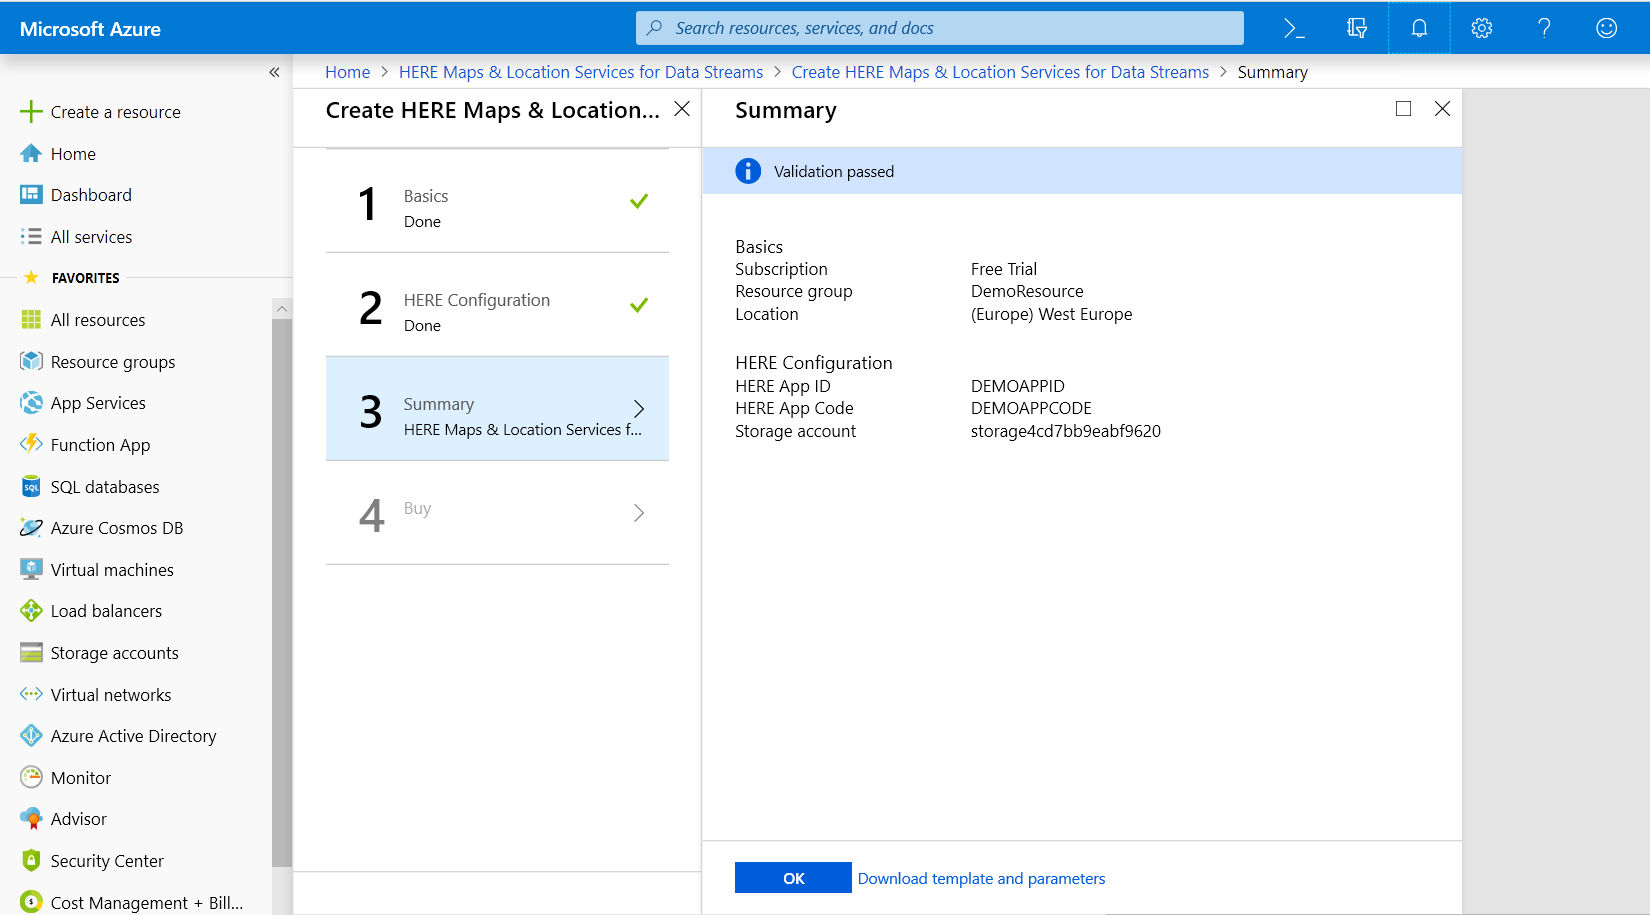 Microsoft Azure
Search resources, services, and docs
Home > HERE Maps & Location Services for Data Streams > Create HERE Maps & Location Services for Data Streams > Summary
Create a resource
Home
Dashboard
All services
FAVORITES
All resources
Resource groups
App Services
Function App
SQL databases
Azure Cosmos DB
Virtual machines
Load balancers
Storage accounts
Virtual networks
Azure Active Directory
Monitor
Advisor
Security Center
Cost Management + Bill...
Create HERE Maps & Location...
1 Basics
Done
2 HERE Configuration
Done
3 Summary
HERE Maps & Location Services f...
4 Buy
Summary
Validation passed
Basics
Subscription Free Trial
Resource group DemoResource
Location (Europe) West Europe
HERE Configuration
HERE App ID DEMOAPPID
HERE App Code DEMOAPPCODE
Storage account storage4cd7bb9eabf9620
OK Download template and parameters